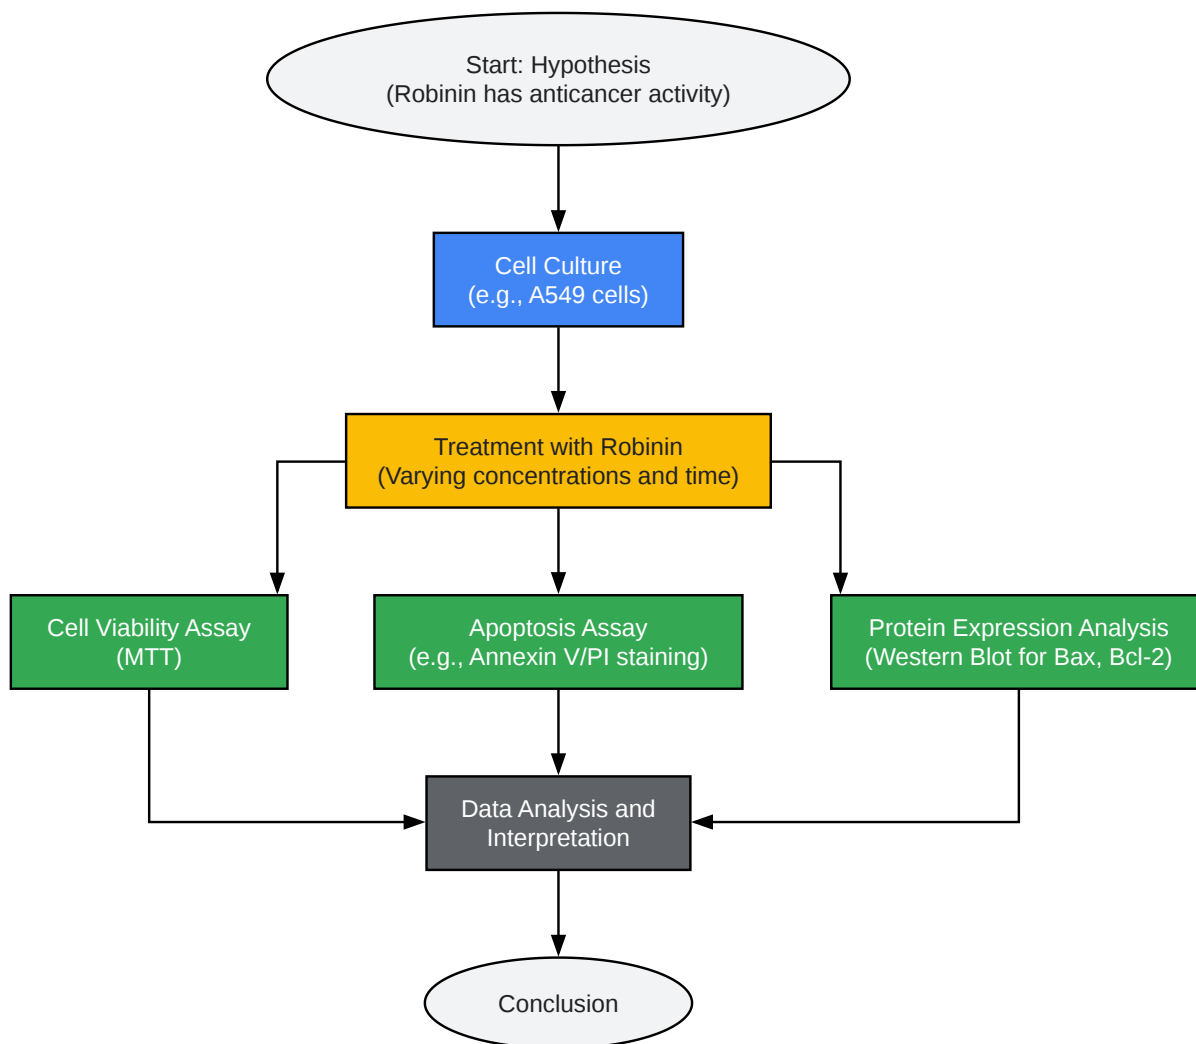 Start: Hypothesis
(Robinin has anticancer activity)
Cell Culture
(e.g., A549 cells)
Treatment with Robinin
(Varying concentrations and time)
Cell Viability Assay
(MTT)
Apoptosis Assay
(e.g., Annexin V/PI staining)
Protein Expression Analysis
(Western Blot for Bax, Bcl-2)
Data Analysis and
Interpretation
Conclusion